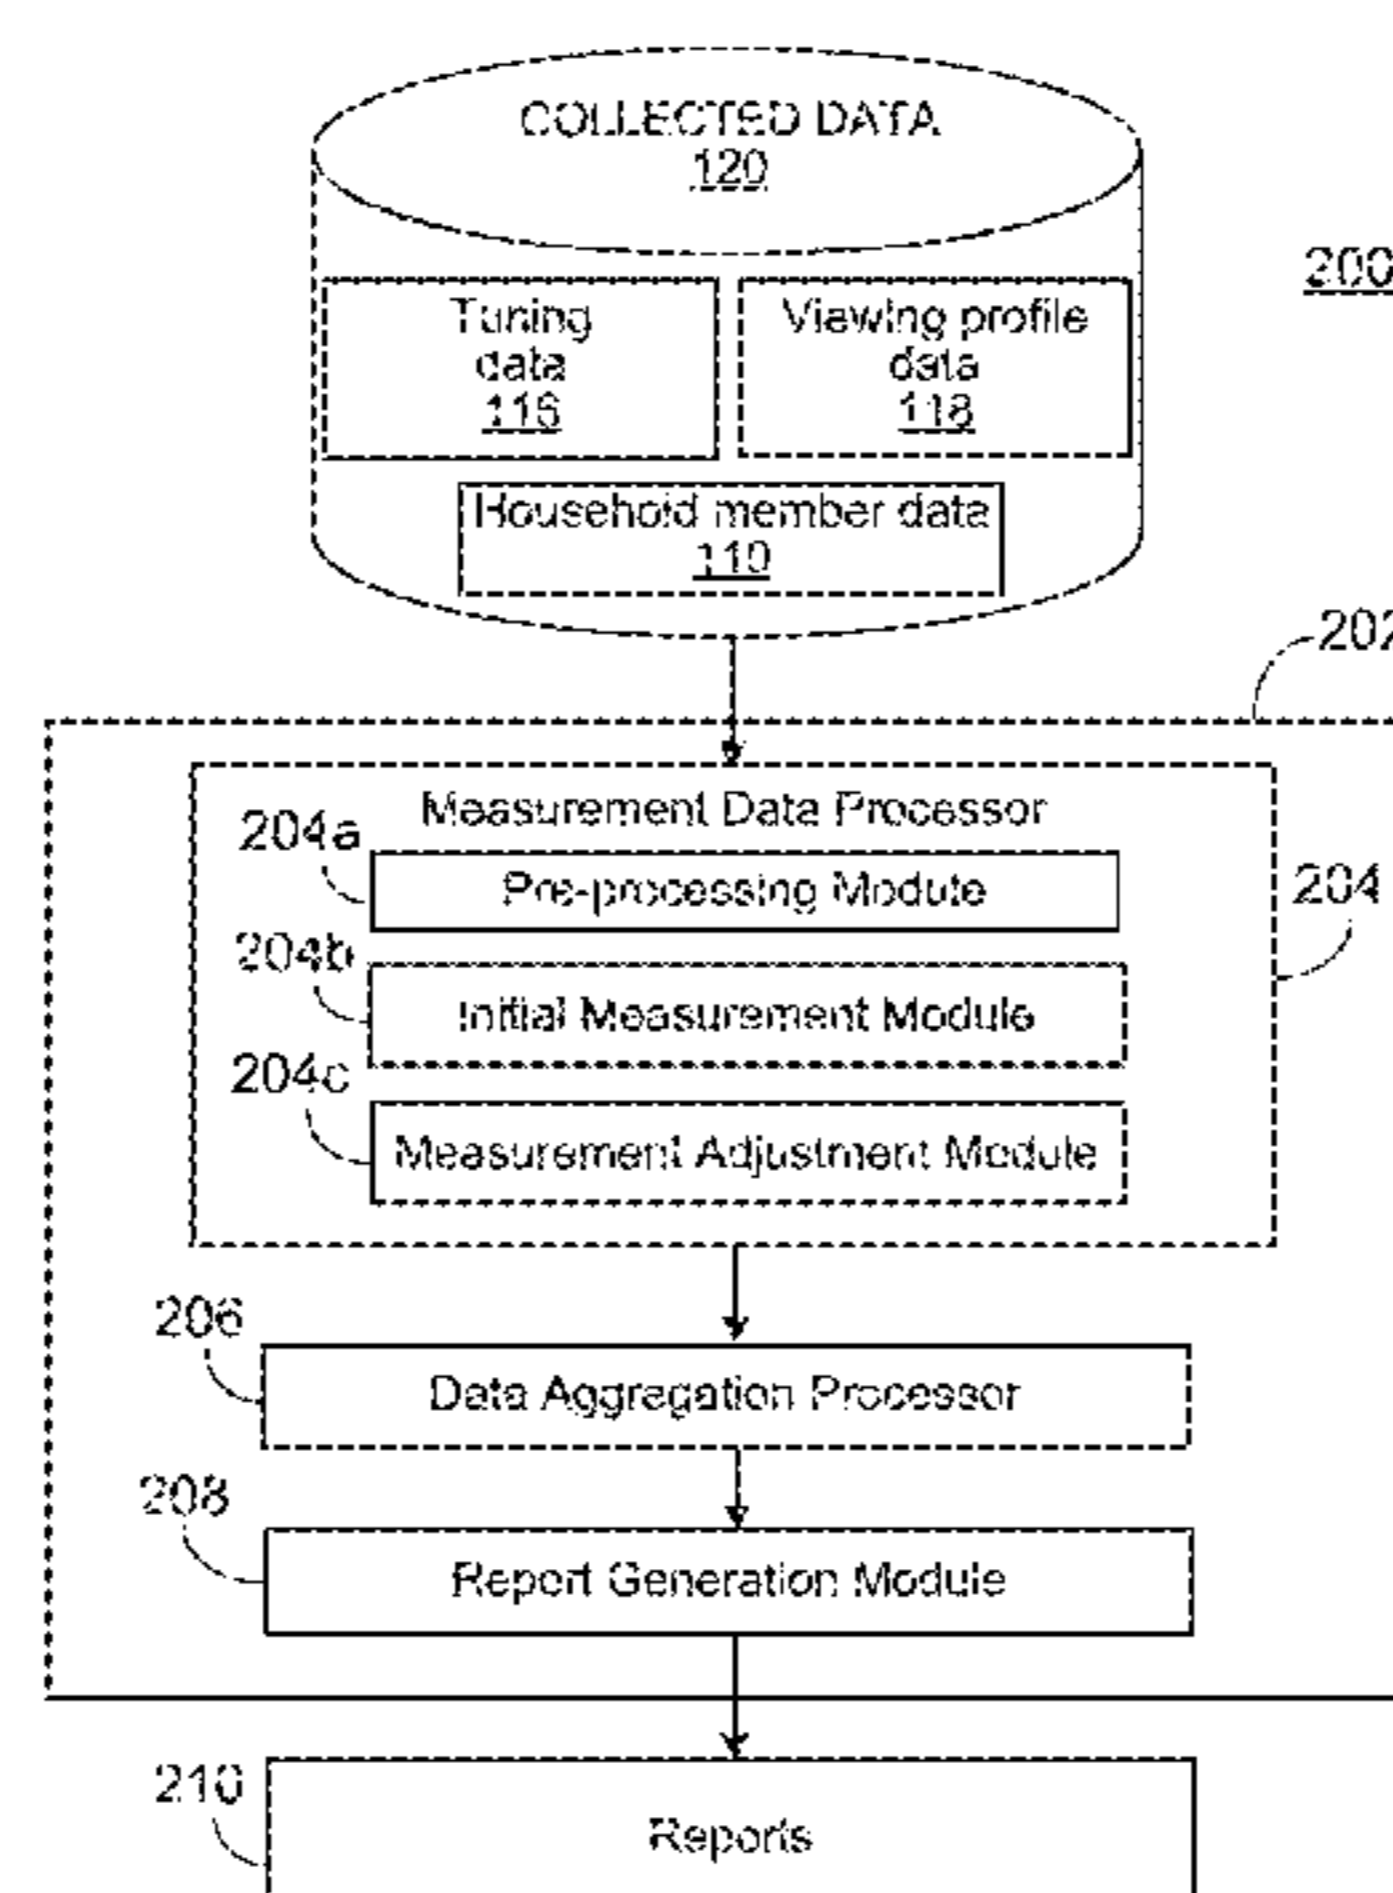 COLLECTED DATA
120
200
Tuning
data
116
Viewing profile
data
118
Household member data
110
202
Measurement Data Processor
204a
Pre-processing Module
204
204b
Initial Measurement Module
204c
Measurement Adjustment Module
206
Data Aggragation Processor
208
Report Generation Module
210
Reports